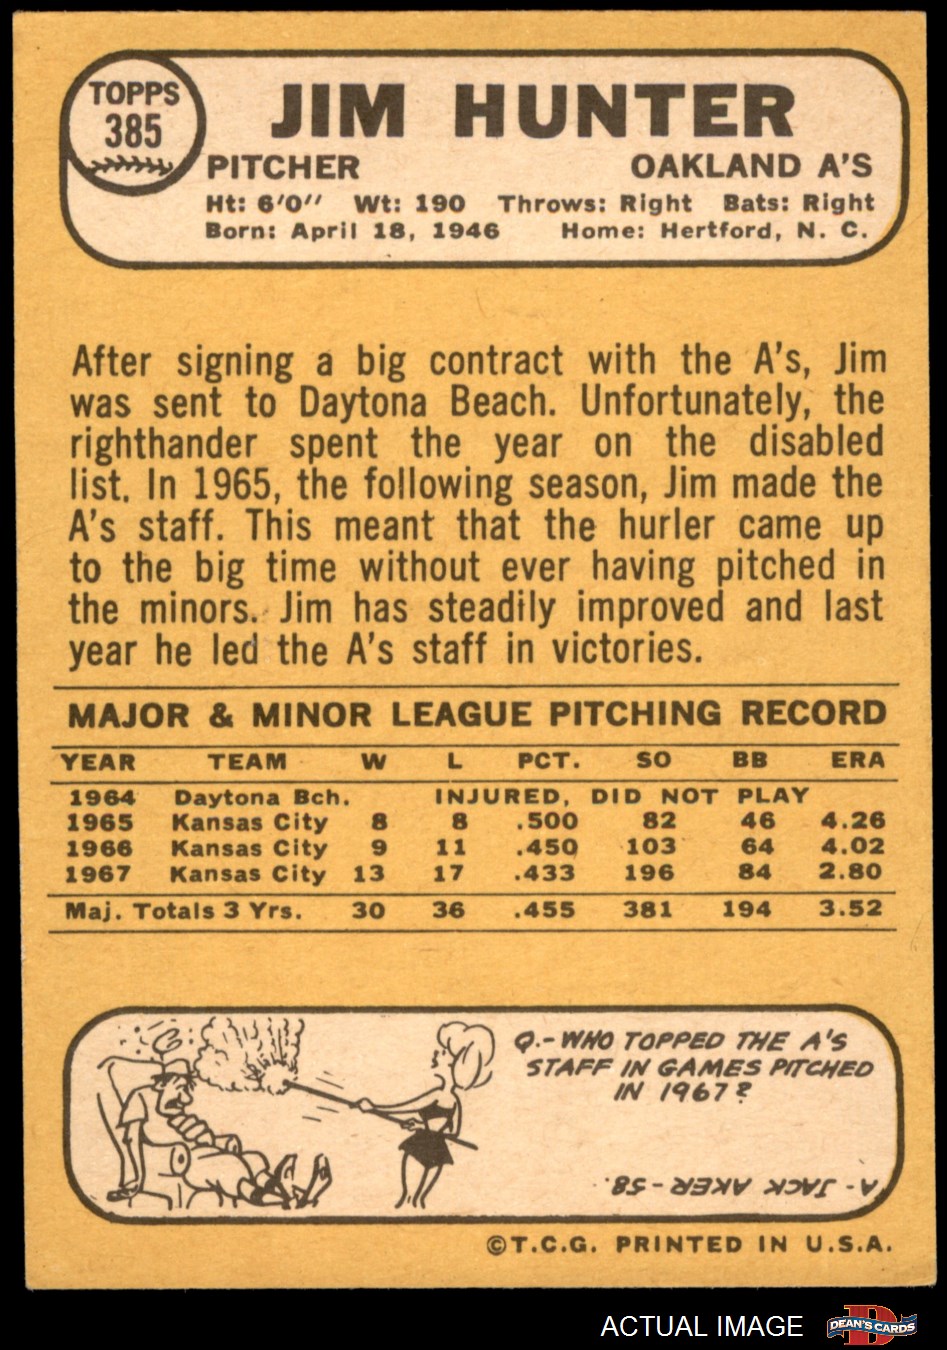 TOPPS
385
JIM HUNTER
PITCHER OAKLAND A'S
Ht: 6'0'' Wt: 190 Throws: Right Bats: Right
Born: April 18, 1946 Home: Hertford, N. C.
After signing a big contract with the A's, Jim
was sent to Daytona Beach. Unfortunately, the
righthander spent the year on the disabled
list. In 1965, the following season, Jim made the
A's staff. This meant that the hurler came up
to the big time without ever having pitched in
the minors. Jim has steadily improved and last
year he led the A's staff in victories.
MAJOR & MINOR LEAGUE PITCHING RECORD
YEAR TEAM W L PCT. SO BB ERA
1964 Daytona Bch. INJURED, DID NOT PLAY
1965 Kansas City 8 8 .500 82 46 4.26
1966 Kansas City 9 11 .450 103 64 4.02
1967 Kansas City 13 17 .433 196 84 2.80
Maj. Totals 3 Yrs. 30 36 .455 381 194 3.52
Q.-WHO TOPPED THE A'S
STAFF IN GAMES PITCHED
IN 1967?
A-JACK AKER-58.
©T.C.G. PRINTED IN U.S.A.
ACTUAL IMAGE
D
DEAN'S CARDS